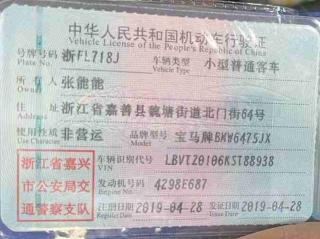 中华人民共和国机动车行驶证
Vehicle License of the People's Republic of China
号牌号码 浙FL718J 车辆类型 小型普通客车
Plate No. Vehicle Type
所有人 张能能
Owner
住址 浙江省嘉善县魏塘街道北门街64号
Address
使用性质 非营运 品牌型号 宝马牌BMW6475JX
Use Character Model
浙江省嘉兴市公安局交通警察支队
车辆识别代号 LBVTZ0106KST88938
VIN
发动机号码 4298E687
Engine No.
注册日期 2019-04-28 发证日期 2019-04-28
Register Date Issue Date